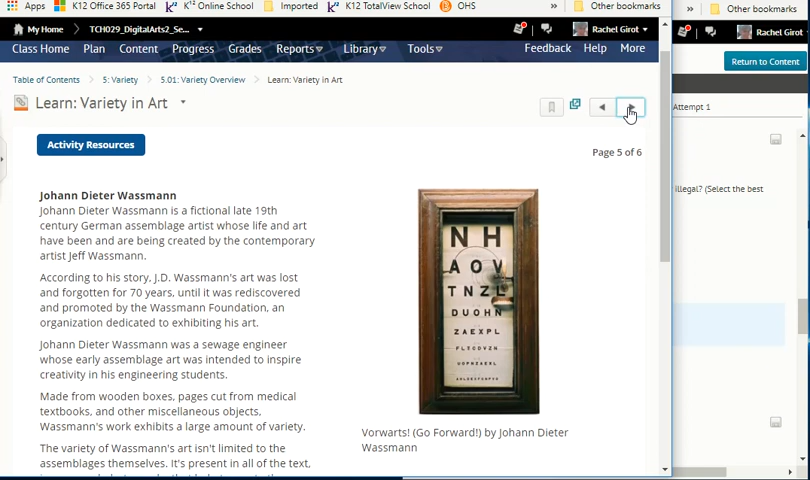 Apps K12 Office 365 Portal K12 Online School Imported K12 TotalView School OHS » Other bookmarks
» Other bookmarks
My Home TCH029_DigitalArts2_Se... Rachel Girot
Rachel Girot
Class Home Plan Content Progress Grades Reports Library Tools Feedback Help More
Return to Content
Table of Contents > 5: Variety > 5.01: Variety Overview > Learn: Variety in Art
Learn: Variety in Art
Attempt 1
Activity Resources
Page 5 of 6
illegal? (Select the best
Johann Dieter Wassmann
Johann Dieter Wassmann is a fictional late 19th
century German assemblage artist whose life and art
have been and are being created by the contemporary
artist Jeff Wassmann.
According to his story, J.D. Wassmann's art was lost
and forgotten for 70 years, until it was rediscovered
and promoted by the Wassmann Foundation, an
organization dedicated to exhibiting his art.
Johann Dieter Wassmann was a sewage engineer
whose early assemblage art was intended to inspire
creativity in his engineering students.
Made from wooden boxes, pages cut from medical
textbooks, and other miscellaneous objects,
Wassmann's work exhibits a large amount of variety.
The variety of Wassmann's art isn't limited to the
assemblages themselves. It's present in all of the text,
N H
A O V
T N Z L
D U O H N
Z A E X P L
Vorwarts! (Go Forward!) by Johann Dieter
Wassmann